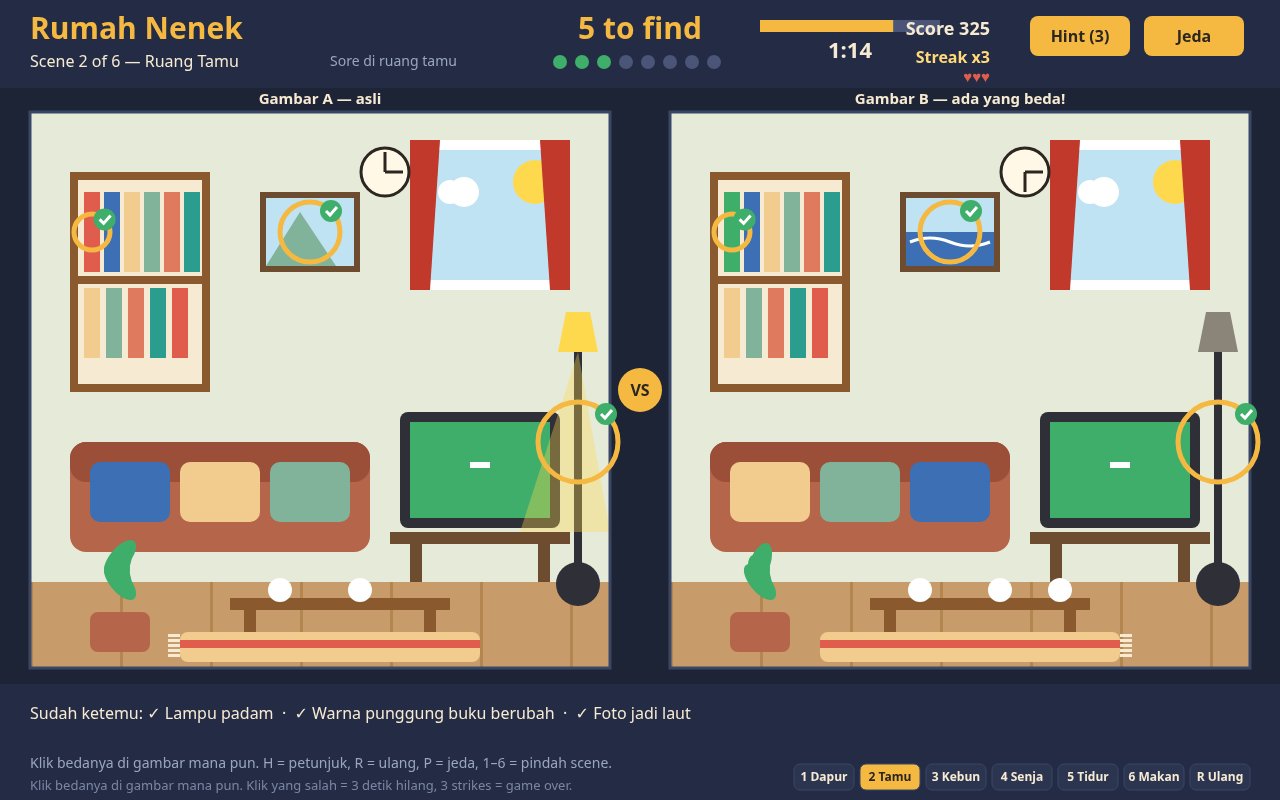 Rumah Nenek
Scene 2 of 6 — Ruang Tamu
Sore di ruang tamu
5 to find
1:14
Score 325
Streak x3
♥♥♥
Hint (3)
Jeda
Gambar A — asli
Gambar B — ada yang beda!
VS
Sudah ketemu: ✓ Lampu padam · ✓ Warna punggung buku berubah · ✓ Foto jadi laut
Klik bedanya di gambar mana pun. H = petunjuk, R = ulang, P = jeda, 1–6 = pindah scene.
Klik bedanya di gambar mana pun. Klik yang salah = 3 detik hilang, 3 strikes = game over.
1 Dapur
2 Tamu
3 Kebun
4 Senja
5 Tidur
6 Makan
R Ulang